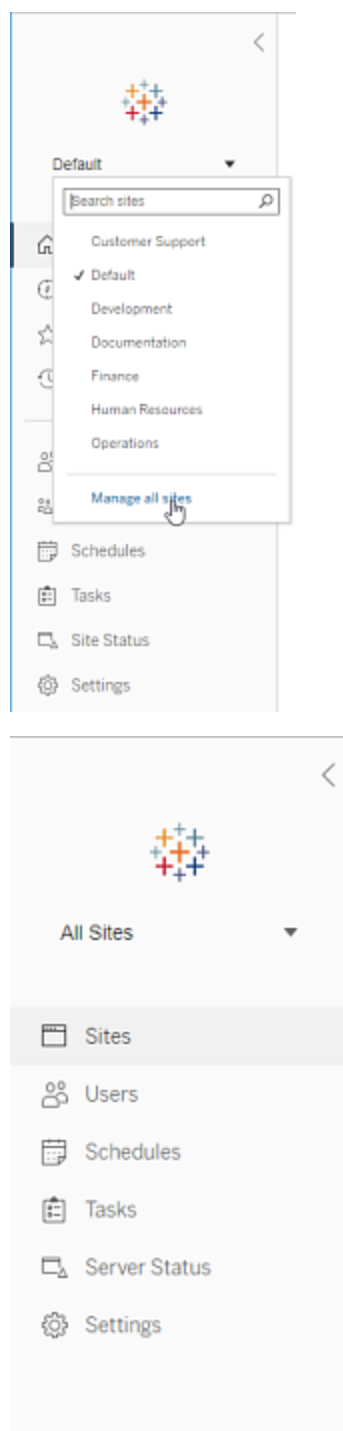 Default
Search sites
Customer Support
Default
Development
Documentation
Finance
Human Resources
Operations
Manage all sites
Schedules
Tasks
Site Status
Settings
All Sites
Sites
Users
Schedules
Tasks
Server Status
Settings